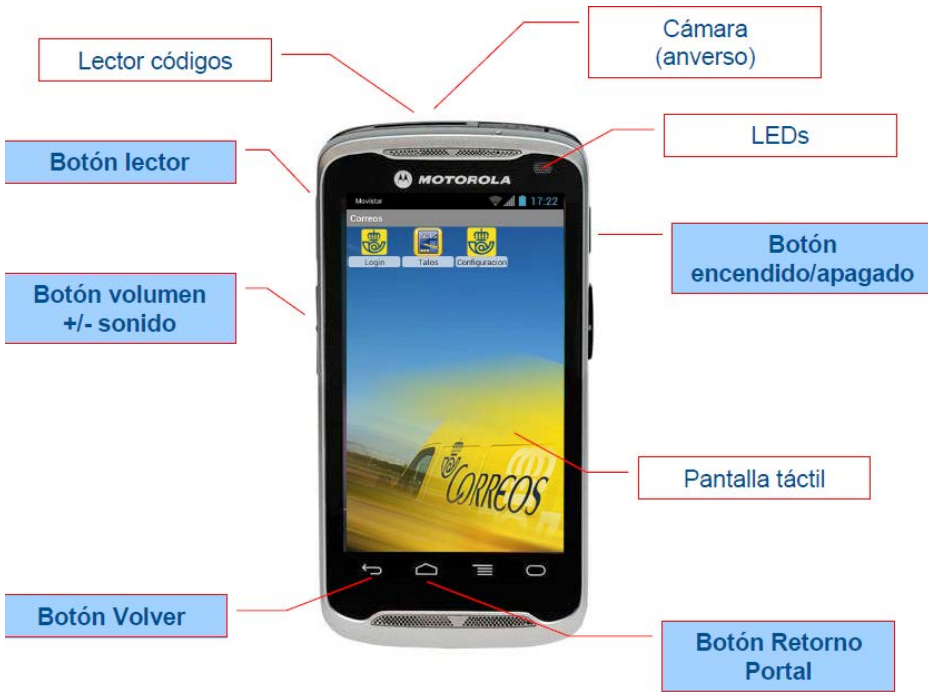 Cámara
(anverso)
Lector códigos
LEDs
Botón lector
MOTOROLA
Movistar
17:22
Correos
Login
Talos
Configuracion
Botón
encendido/apagado
Botón volumen
+/- sonido
CORREOS
Pantalla táctil
Botón Volver
Botón Retorno
Portal